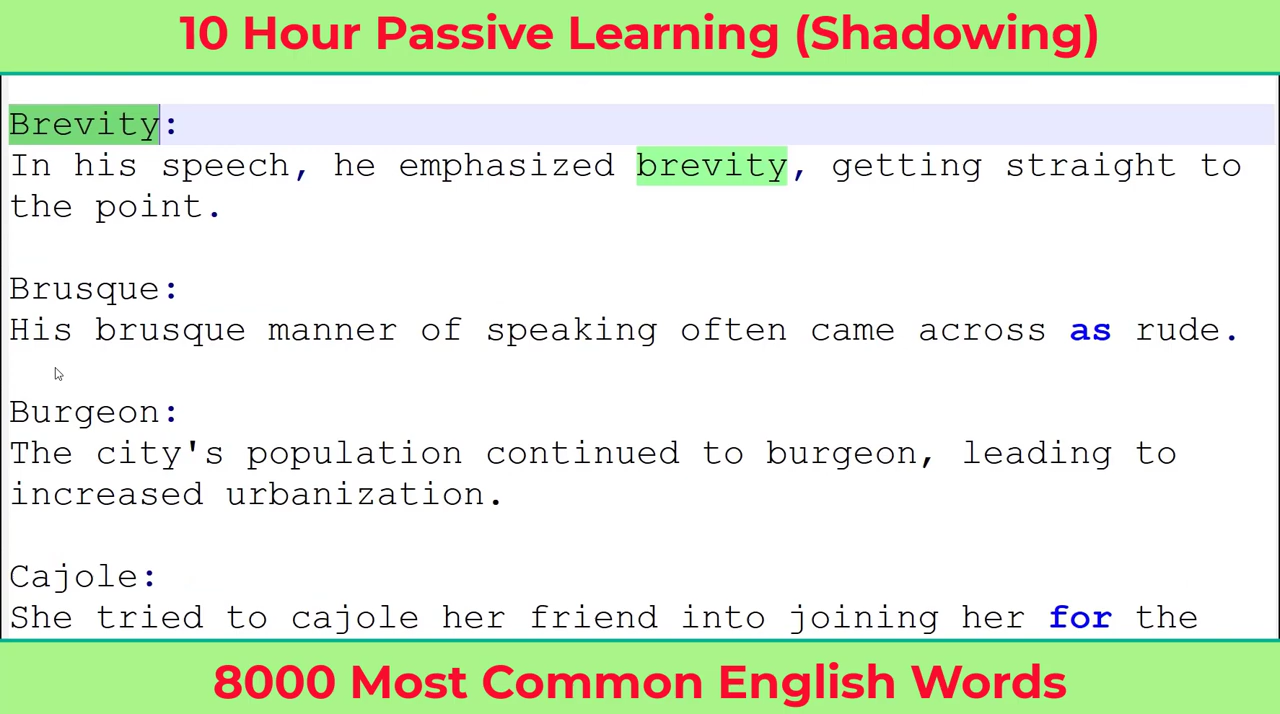 10 Hour Passive Learning (Shadowing)
Brevity:
In his speech, he emphasized brevity, getting straight to
the point.
Brusque:
His brusque manner of speaking often came across as rude.
Burgeon:
The city's population continued to burgeon, leading to
increased urbanization.
Cajole:
She tried to cajole her friend into joining her for the
8000 Most Common English Words